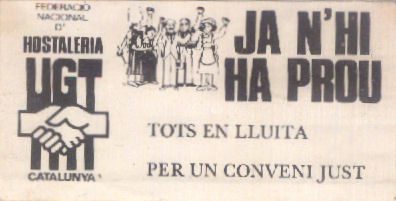 FEDERACIÓ
NACIONAL
D'
HOSTALERIA
UGT
CATALUNYA
JA N'HI
HA PROU
TOTS EN LLUITA
PER UN CONVENI JUST